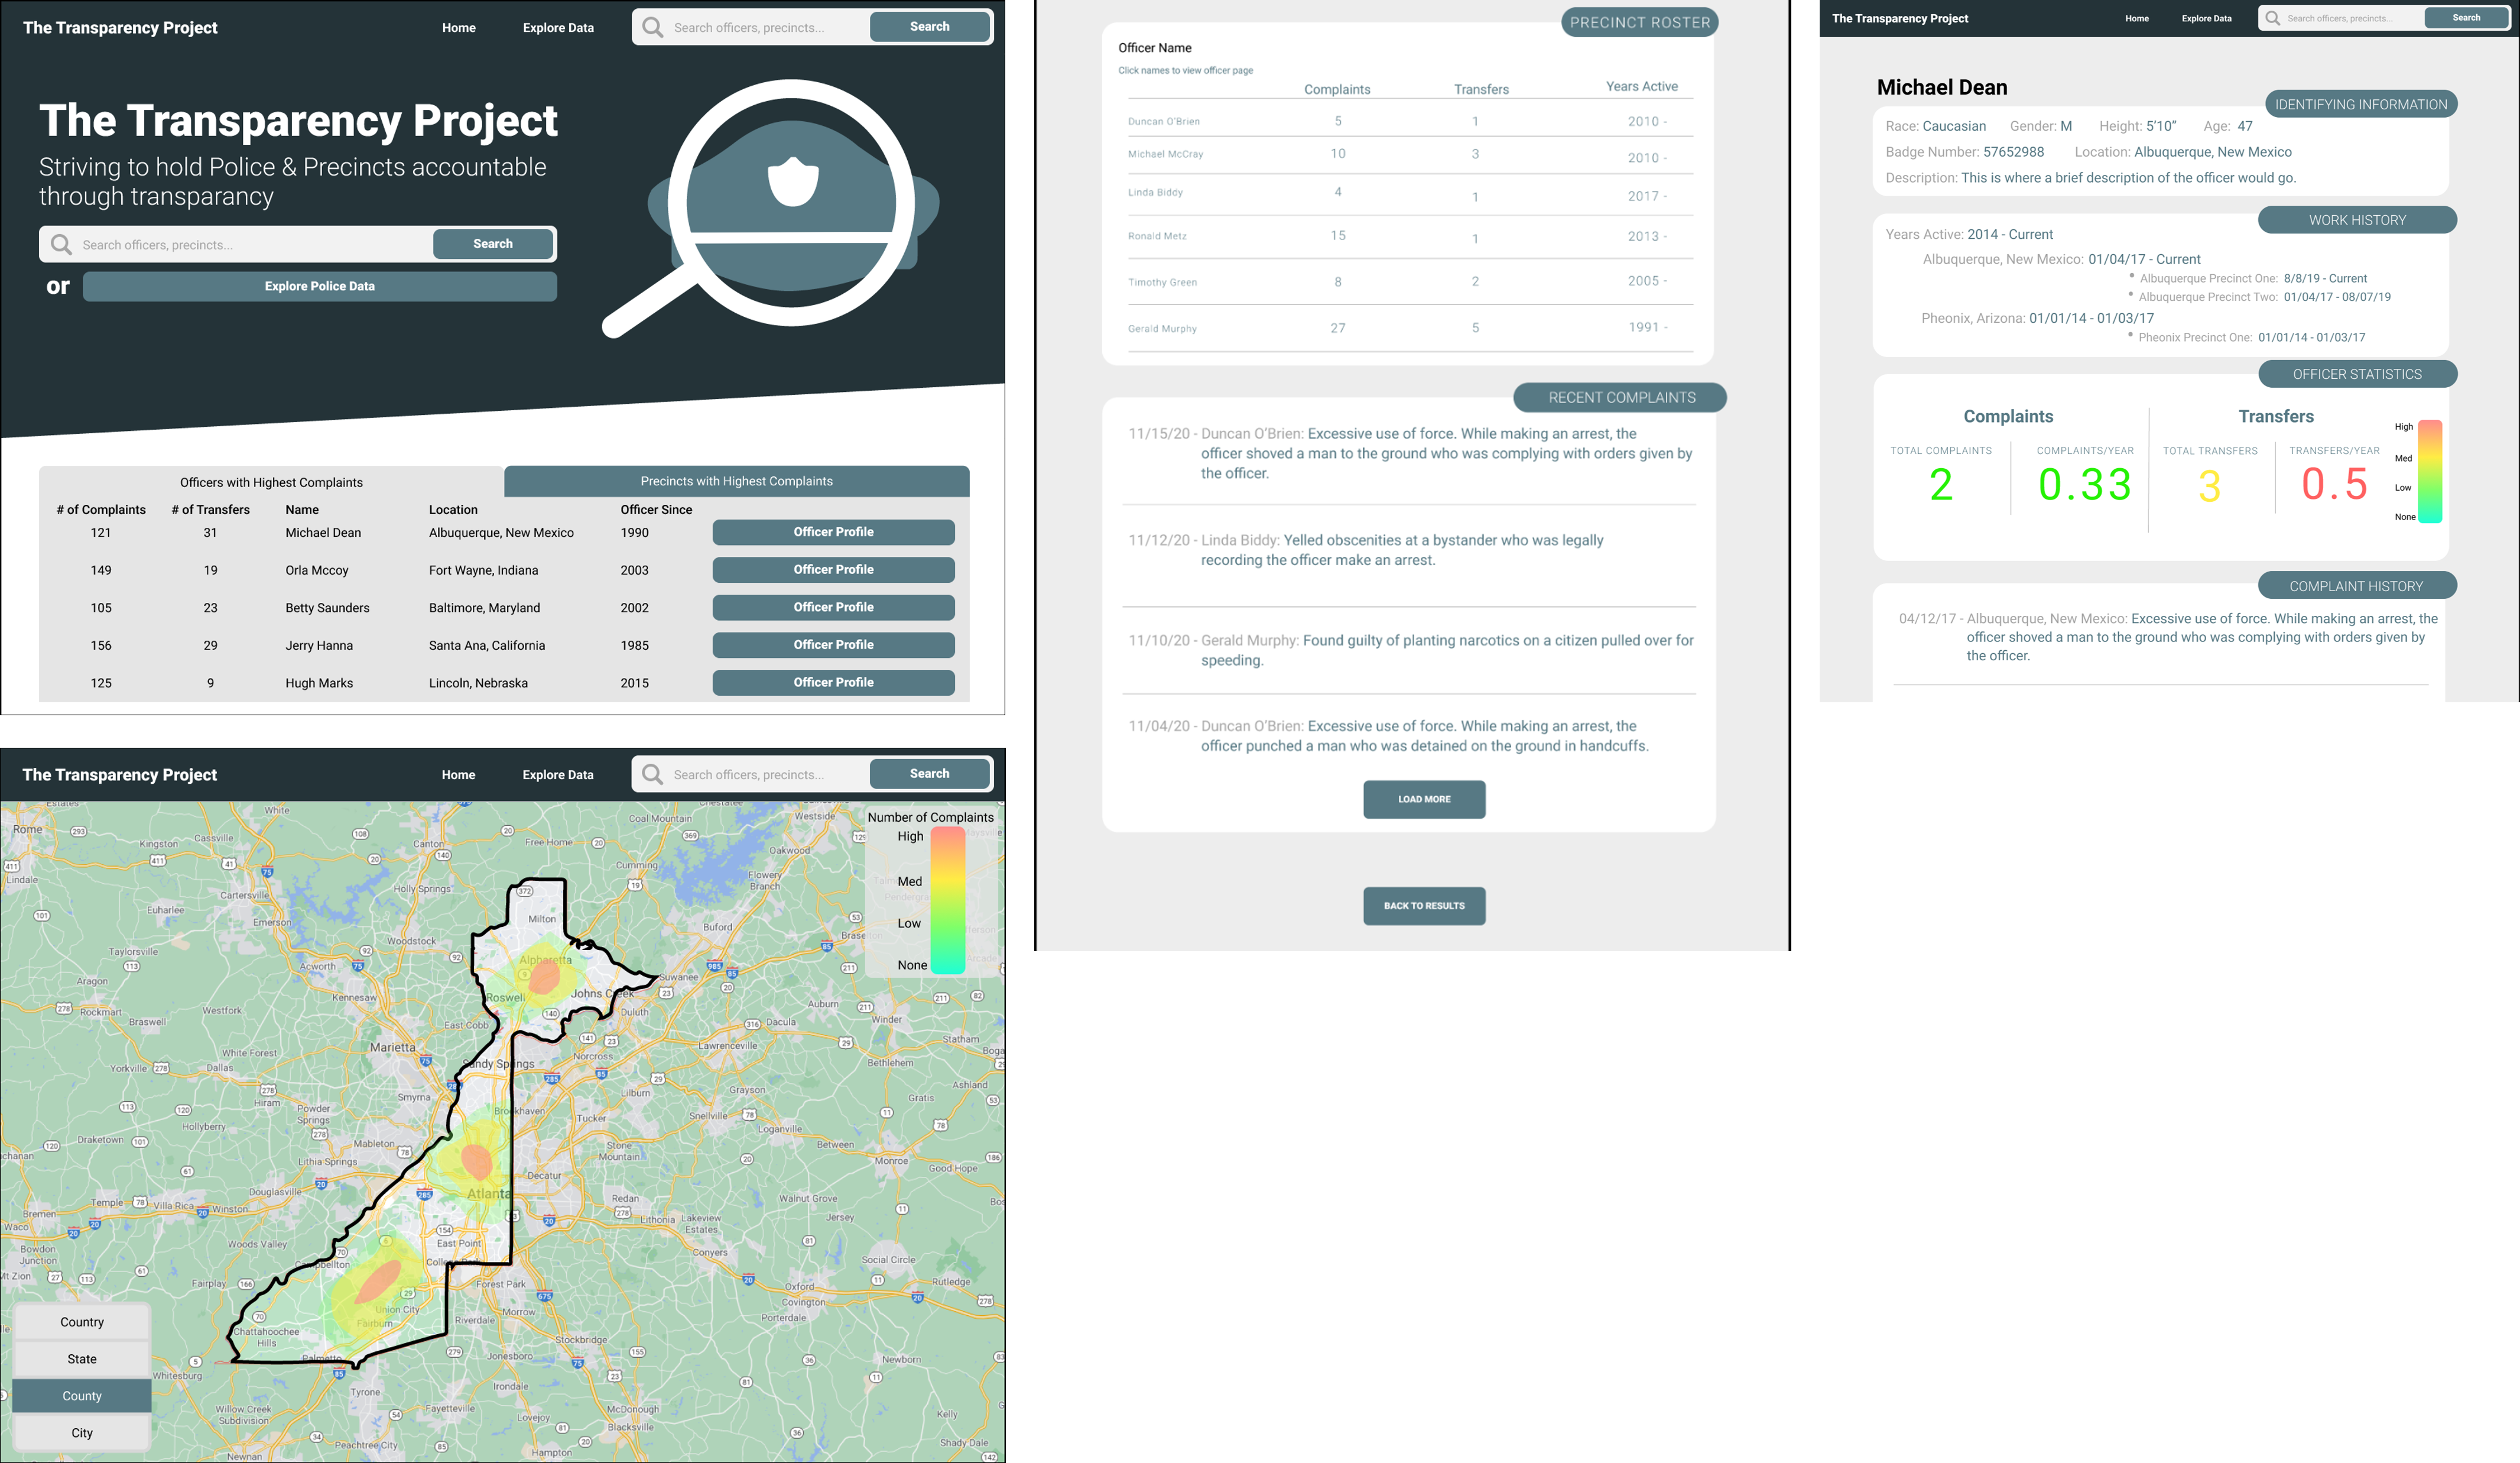 The Transparency Project
Home
Explore Data
Search officers, precincts...
Search
The Transparency Project
Striving to hold Police & Precincts accountable
through transparancy
Search officers, precincts...
Search
or
Explore Police Data
Officers with Highest Complaints
Precincts with Highest Complaints
# of Complaints # of Transfers Name Location Officer Since
121 31 Michael Dean Albuquerque, New Mexico 1990 Officer Profile
149 19 Orla Mccoy Fort Wayne, Indiana 2003 Officer Profile
105 23 Betty Saunders Baltimore, Maryland 2002 Officer Profile
156 29 Jerry Hanna Santa Ana, California 1985 Officer Profile
125 9 Hugh Marks Lincoln, Nebraska 2015 Officer Profile
PRECINCT ROSTER
Officer Name
Click names to view officer page
Complaints Transfers Years Active
Duncan O'Brien 5 1 2010 -
Michael McCray 10 3 2010 -
Linda Biddy 4 1 2017 -
Ronald Metz 15 1 2013 -
Timothy Green 8 2 2005 -
Gerald Murphy 27 5 1991 -
RECENT COMPLAINTS
11/15/20 - Duncan O'Brien: Excessive use of force. While making an arrest, the
officer shoved a man to the ground who was complying with orders given by
the officer.
11/12/20 - Linda Biddy: Yelled obscenities at a bystander who was legally
recording the officer make an arrest.
11/10/20 - Gerald Murphy: Found guilty of planting narcotics on a citizen pulled over for
speeding.
11/04/20 - Duncan O'Brien: Excessive use of force. While making an arrest, the
officer punched a man who was detained on the ground in handcuffs.
LOAD MORE
BACK TO RESULTS
The Transparency Project
Home
Explore Data
Search officers, precincts...
Search
Michael Dean
IDENTIFYING INFORMATION
Race: Caucasian Gender: M Height: 5'10" Age: 47
Badge Number: 57652988 Location: Albuquerque, New Mexico
Description: This is where a brief description of the officer would go.
WORK HISTORY
Years Active: 2014 - Current
Albuquerque, New Mexico: 01/04/17 - Current
• Albuquerque Precinct One: 8/8/19 - Current
• Albuquerque Precinct Two: 01/04/17 - 08/07/19
Pheonix, Arizona: 01/01/14 - 01/03/17
• Pheonix Precinct One: 01/01/14 - 01/03/17
OFFICER STATISTICS
Complaints
Transfers
TOTAL COMPLAINTS COMPLAINTS/YEAR TOTAL TRANSFERS TRANSFERS/YEAR
2 0.33 3 0.5
High
Med
Low
None
COMPLAINT HISTORY
04/12/17 - Albuquerque, New Mexico: Excessive use of force. While making an arrest, the
officer shoved a man to the ground who was complying with orders given by
the officer.
The Transparency Project
Home
Explore Data
Search officers, precincts...
Search
Number of Complaints
High
Med
Low
None
White
Coal Mountain
Westside
Rome
Cassville
Kingston
Canton
Free Home
Oakwood
Cumming
Lindale
Cartersville
Holly Springs
Flowery
Branch
Euharlee
Emerson
Milton
Buford
Woodstock
Taylorsville
Acworth
Alpharetta
Suwanee
Aragon
Kennesaw
Roswell
Johns Creek
Auburn
Rockmart
Westfork
Braswell
East Cobb
Duluth
Dacula
Winder
Marietta
Statham
White Forest
Norcross
Lawrenceville
Sandy Springs
Bethlehem
Yorkville
Dallas
Ashland
Hiram
Powder
Springs
Smyrna
Lilburn
Grayson
Gratis
Brookhaven
Tucker
Snellville
Hollyberry
Loganville
Draketown
Mableton
Stone
Mountain
Between
Lithia Springs
Monroe
Good Hope
Decatur
Douglasville
Atlanta
Temple
Villa Rica
Winston
Redan
Walnut Grove
Bremen
Lithonia
Lakeview
Estates
Jersey
Waco
Woods Valley
East Point
Bowdon
Junction
Conyers
Social Circle
Mt Zion
Campbellton
College Park
Fairplay
Forest Park
Oxford
Rutledge
Covington
Union City
Morrow
Porterdale
Fairburn
Riverdale
Chattahoochee
Hills
Stockbridge
Palmetto
Jonesboro
Newborn
Whitesburg
Tyrone
Irondale
Willow Creek
Subdivision
Fayetteville
Lovejoy
McDonough
Blacksville
Kelly
Peachtree City
Hampton
Shady Dale
Newnan
Country
State
County
City